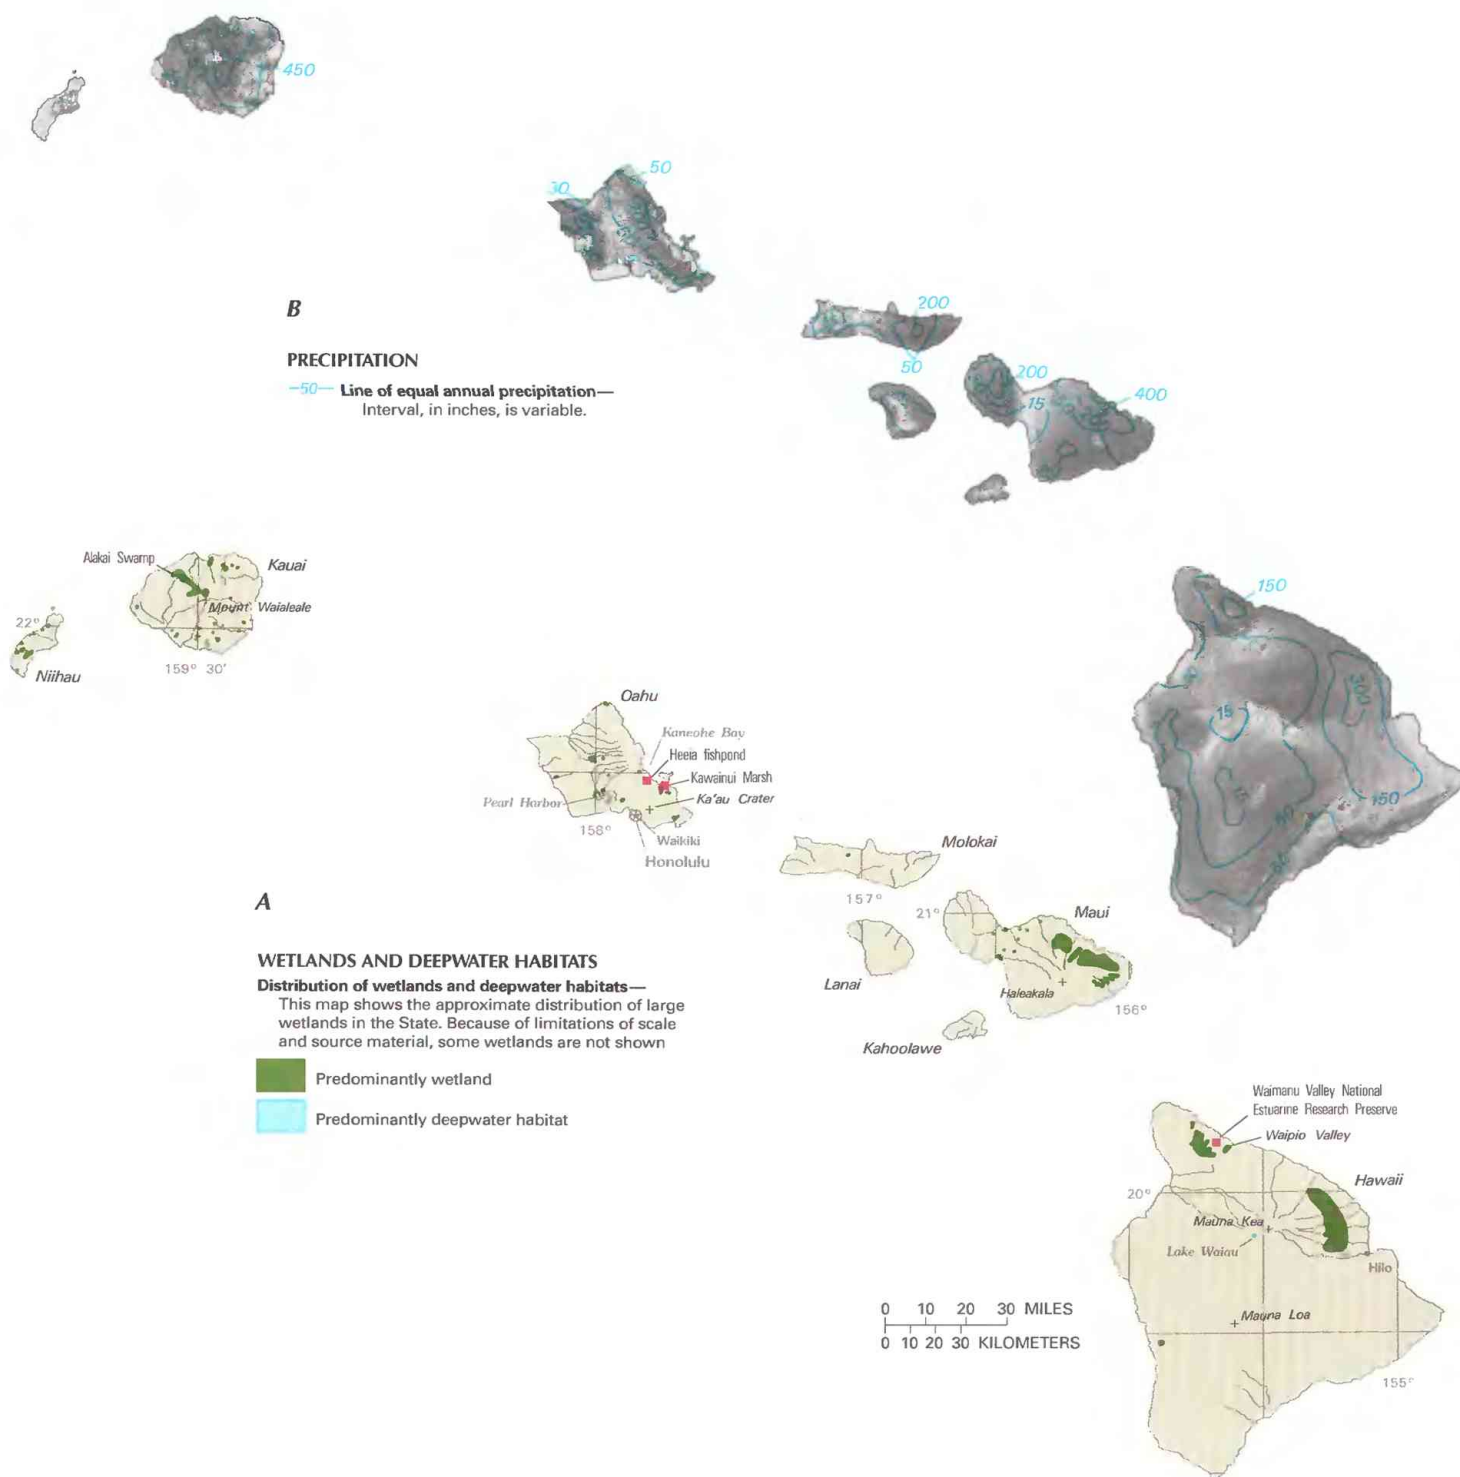 450
50
30
B
PRECIPITATION
—50— Line of equal annual precipitation—
Interval, in inches, is variable.
200
50
200
15
400
150
300
15
150
Alakai Swamp
Kauai
Mount Waialeale
22°
Niihau
159° 30'
Oahu
Kaneohe Bay
Heeia fishpond
Kawainui Marsh
Pearl Harbor
Ka'au Crater
158°
Waikiki
Honolulu
Molokai
157°
A
21°
Maui
Lanai
Haleakala
156°
Kahoolawe
WETLANDS AND DEEPWATER HABITATS
Distribution of wetlands and deepwater habitats—
This map shows the approximate distribution of large
wetlands in the State. Because of limitations of scale
and source material, some wetlands are not shown
Predominantly wetland
Predominantly deepwater habitat
Waimanu Valley National
Estuarine Research Preserve
Waipio Valley
Hawaii
20°
Mauna Kea
Lake Waiau
Hilo
0 10 20 30 MILES
0 10 20 30 KILOMETERS
Mauna Loa
155°